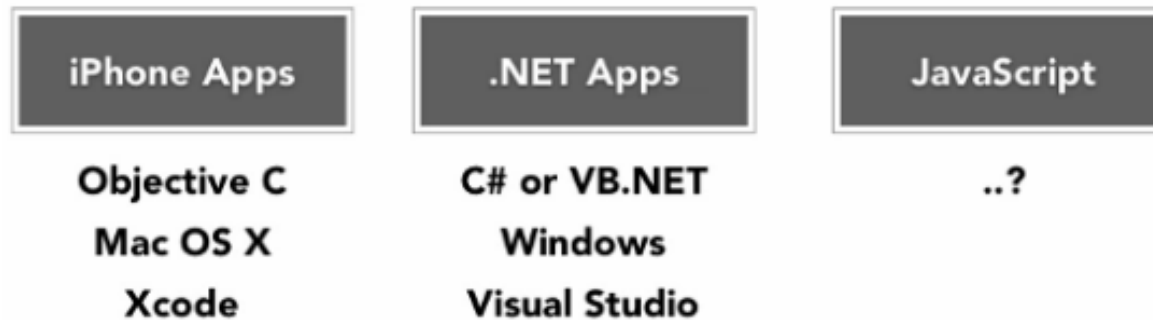 iPhone Apps
Objective C
Mac OS X
Xcode
.NET Apps
C# or VB.NET
Windows
Visual Studio
JavaScript
..?